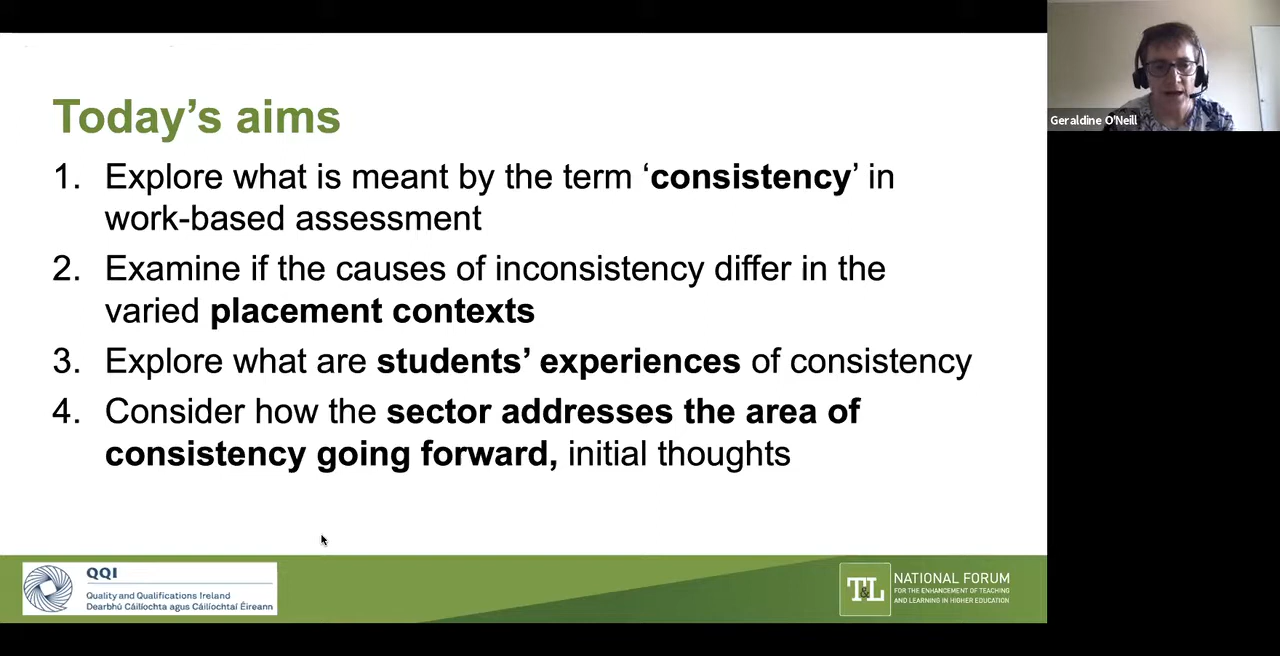 Today’s aims
1. Explore what is meant by the term ‘consistency’ in
work-based assessment
2. Examine if the causes of inconsistency differ in the
varied placement contexts
3. Explore what are students’ experiences of consistency
4. Consider how the sector addresses the area of
consistency going forward, initial thoughts
QQI
Quality and Qualifications Ireland
Dearbhú Cáilíochta agus Cáilíochtaí Éireann
T&L
NATIONAL FORUM
FOR THE ENHANCEMENT OF TEACHING
AND LEARNING IN HIGHER EDUCATION
Geraldine O'Neill